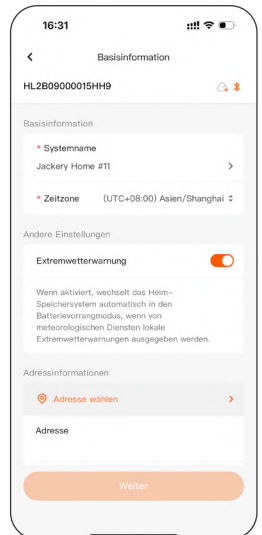 16:31
Basisinformation
HL2B09000015HH9
Basisinformation
* Systemname
Jackery Home #11
* Zeitzone (UTC+08:00) Asien/Shanghai
Andere Einstellungen
Extremwetterwarnung
Wenn aktiviert, wechselt das Heim-
Speichersystem automatisch in den
Batterievorrangmodus, wenn von
meteorologischen Diensten lokale
Extremwetterwarnungen ausgegeben werden.
Adressinformationen
Adresse wählen
Adresse
Weiter